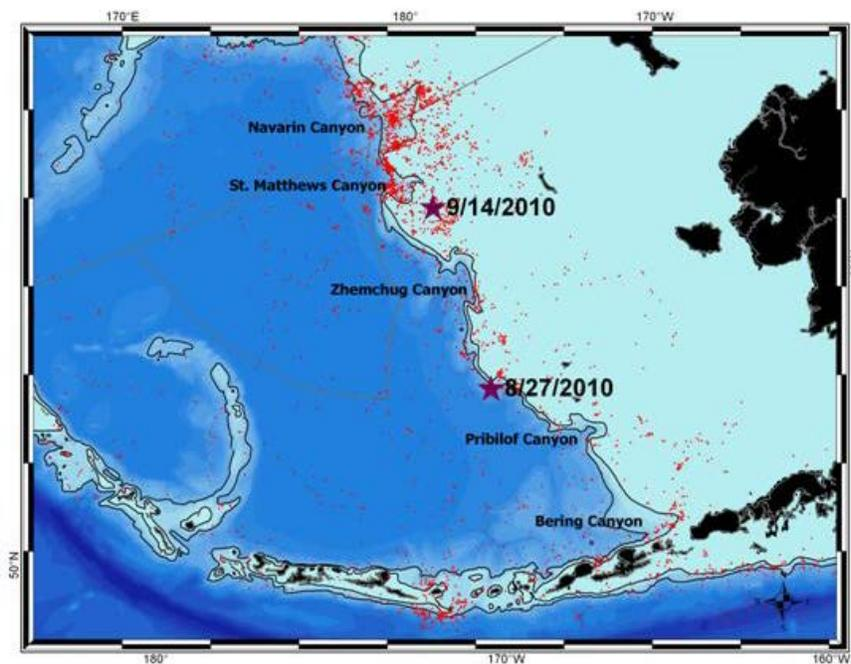 170°E 180° 170°W
Navarin Canyon
St. Matthews Canyon
9/14/2010
Zhemchug Canyon
8/27/2010
Pribilof Canyon
Bering Canyon
50°N
180° 170°W 160°W